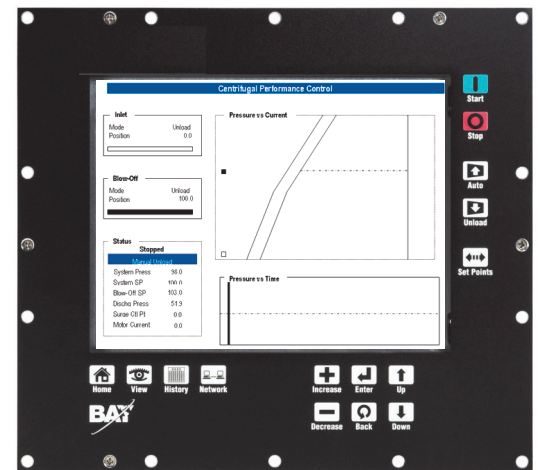 Centrifugal Performance Control
Inlet
Mode Unload
Position 0.0
Blow-Off
Mode Unload
Position 100.0
Status
Stopped
Manual Unload
System Press 98.0
System SP 100.0
Blow-Off SP 103.0
Dischg Press 51.9
Surge Ctl Pt 0.0
Motor Current 0.0
Pressure vs Current
Pressure vs Time
Start
Stop
Auto
Unload
Set Points
Home View History Network
Increase Enter Up
BAY
Decrease Back Down